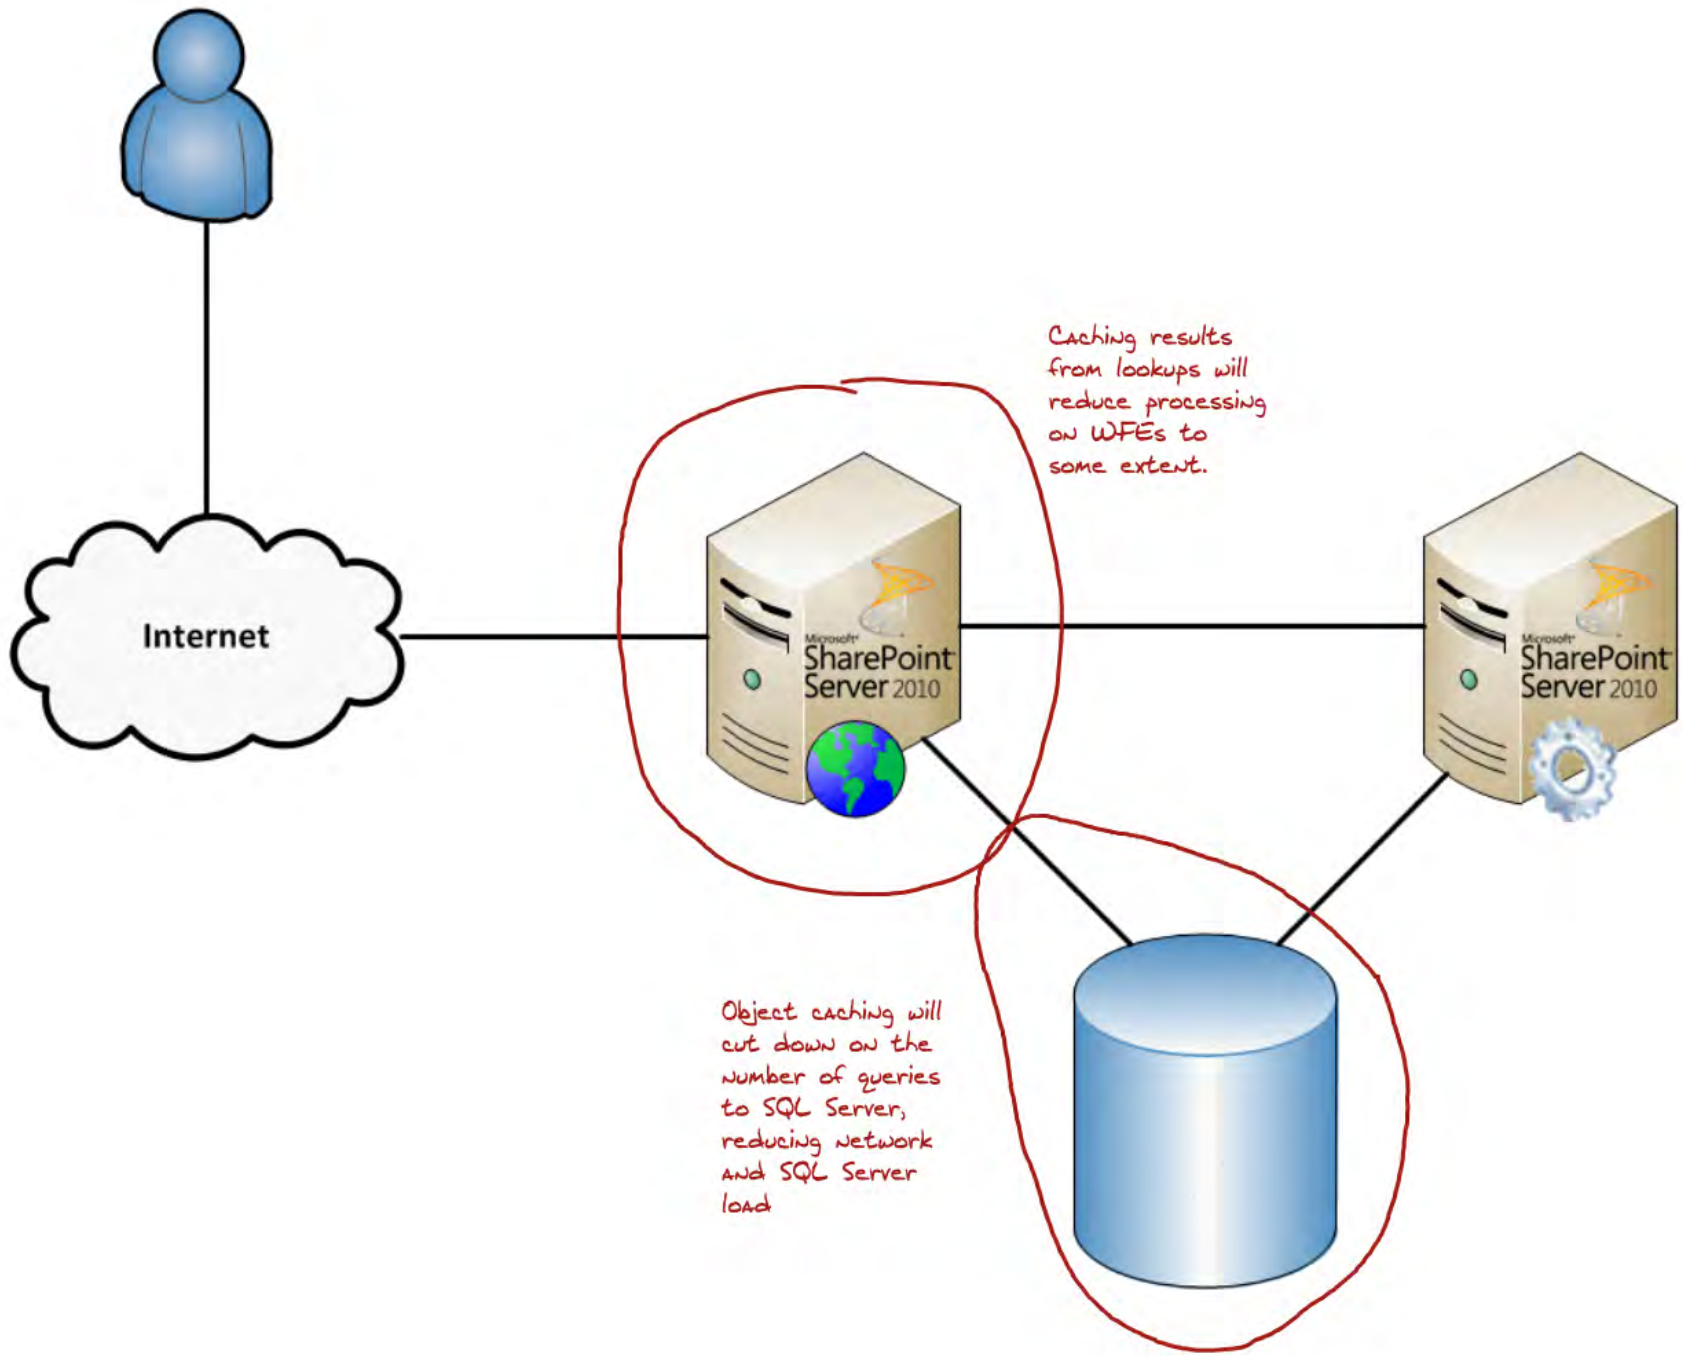 Caching results
from lookups will
reduce processing
on WFEs to
some extent.
Internet
Microsoft®
SharePoint
Server 2010
Microsoft®
SharePoint
Server 2010
Object caching will
cut down on the
number of queries
to SQL Server,
reducing network
and SQL Server
load